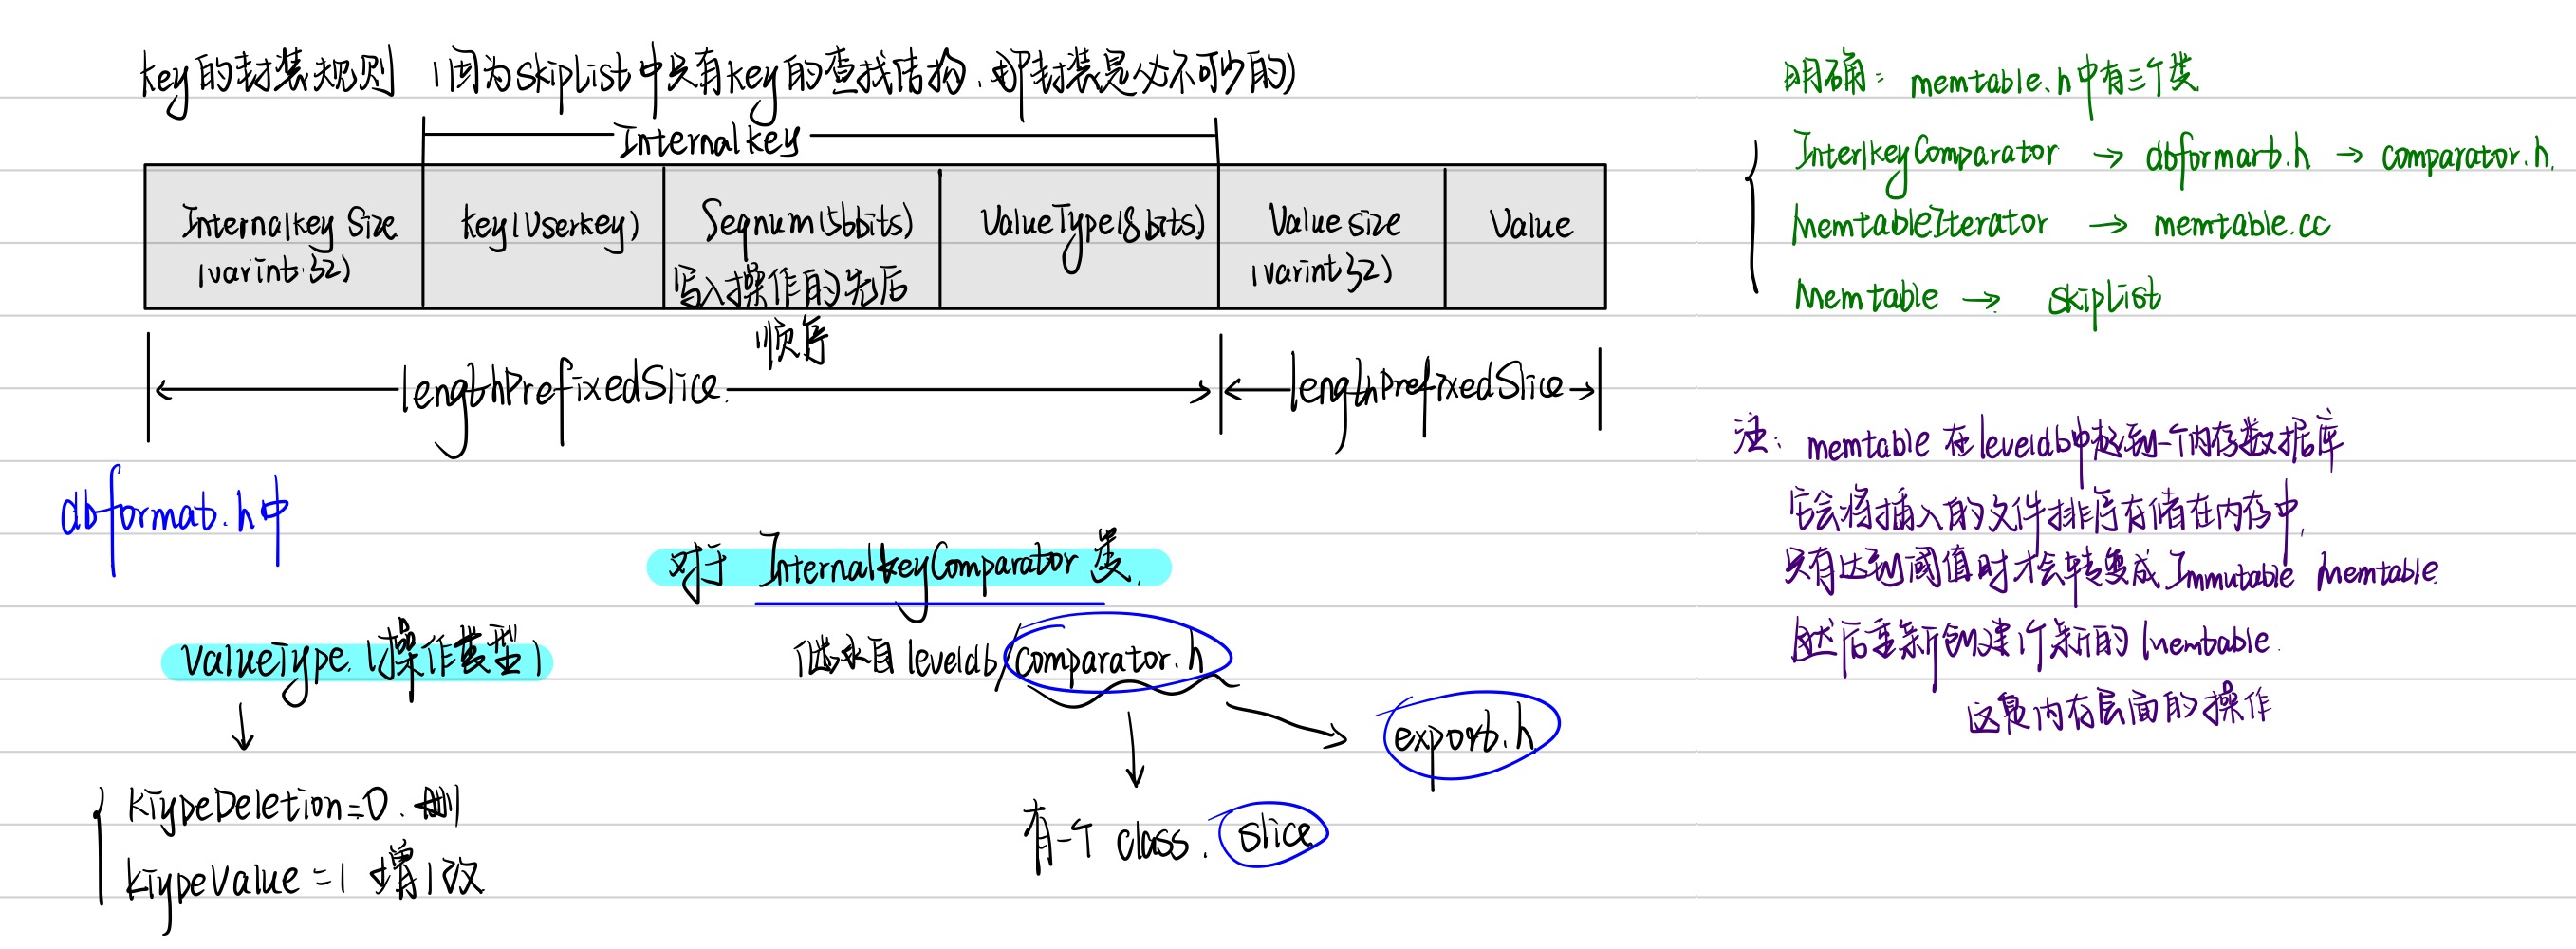 key的封装规则 (因为SkipList中只有key的查找结构,那封装是必不可少的)
Internalkey
Internalkey Size
(varint 32)
key(Userkey)
Seqnum(56bits)
写入操作的先后
顺序
ValueType(8bits)
Value size
(varint32)
Value
lengthPrefixedSlice
lengthPrefixedSlice
dbformat.h中
ValueType (操作类型)
↓
KTypeDeletion=0. 删
KTypeValue =1 增/改
对于 InternalkeyComparator 类.
继承自 leveldb/comparator.h
export.h
有一个 class. slice
明确: memtable.h中有三个类
InterlkeyComparator → dbformart.h → comparator.h.
MemtableIterator → memtable.cc
Memtable → SkipList
注: memtable 在leveldb中起到一个内存数据库
它会将插入的文件排序存储在内存中,
只有达到阈值时才会转变成 Immutable Memtable
然后重新创建1个新的 Memtable.
这是内存层面的操作